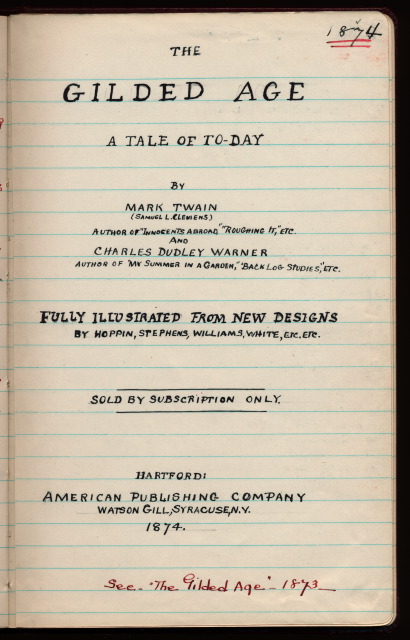 1874
THE
GILDED AGE
A TALE OF TO-DAY
BY
MARK TWAIN
(SAMUEL L. CLEMENS)
AUTHOR OF "INNOCENTS ABROAD," "ROUGHING IT," ETC.
AND
CHARLES DUDLEY WARNER
AUTHOR OF "MY SUMMER IN A GARDEN," "BACK LOG STUDIES," ETC.
FULLY ILLUSTRATED FROM NEW DESIGNS
BY HOPPIN, STEPHENS, WILLIAMS, WHITE, ETC. ETC.
SOLD BY SUBSCRIPTION ONLY.
HARTFORD:
AMERICAN PUBLISHING COMPANY
WATSON GILL, SYRACUSE, N.Y.
1874.
See - "The Gilded Age" - 1873